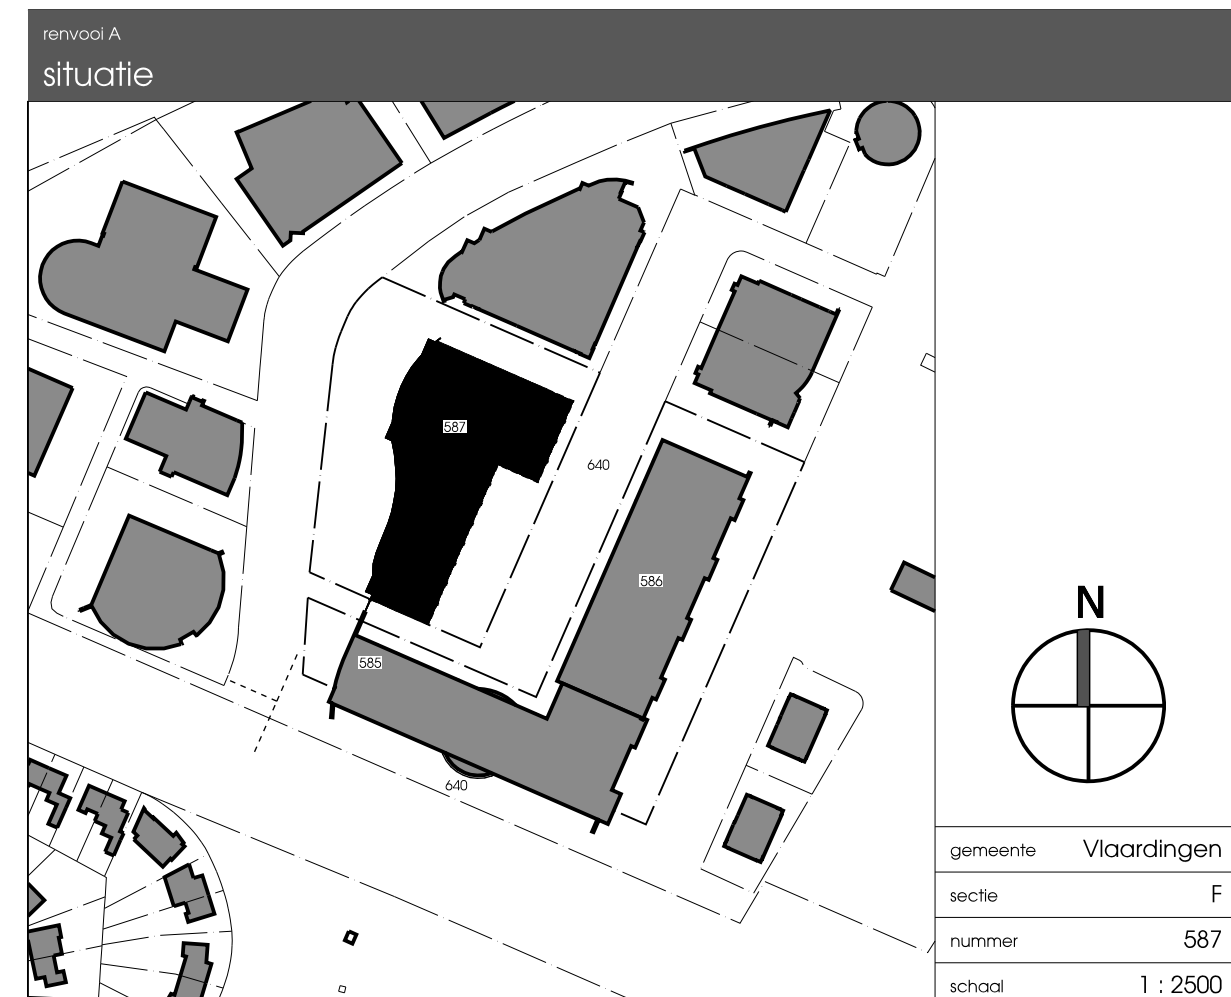 renvooi A
situatie
587
640
586
585
640
N
gemeente Vlaardingen
sectie F
nummer 587
schaal 1 : 2500